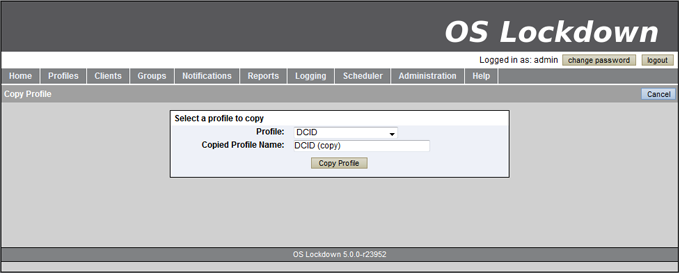 OS Lockdown
Logged in as: admin change password logout
Home Profiles Clients Groups Notifications Reports Logging Scheduler Administration Help
Copy Profile Cancel
Select a profile to copy
Profile: DCID
Copied Profile Name: DCID (copy)
Copy Profile
OS Lockdown 5.0.0-r23952